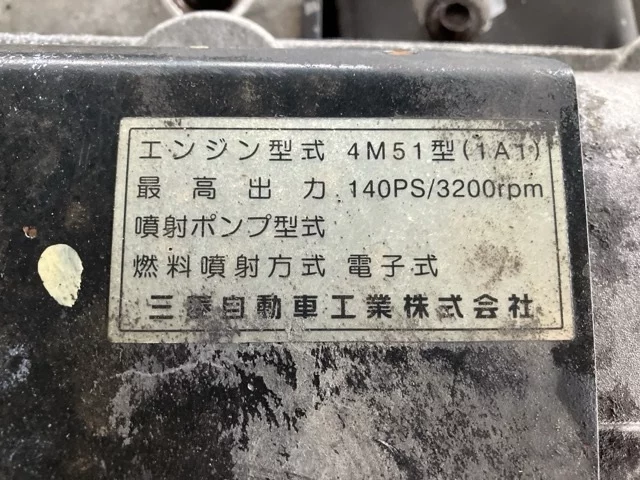 エンジン型式 4M51型(1A1)
最高出力 140PS/3200rpm
噴射ポンプ型式
燃料噴射方式 電子式
三菱自動車工業株式会社